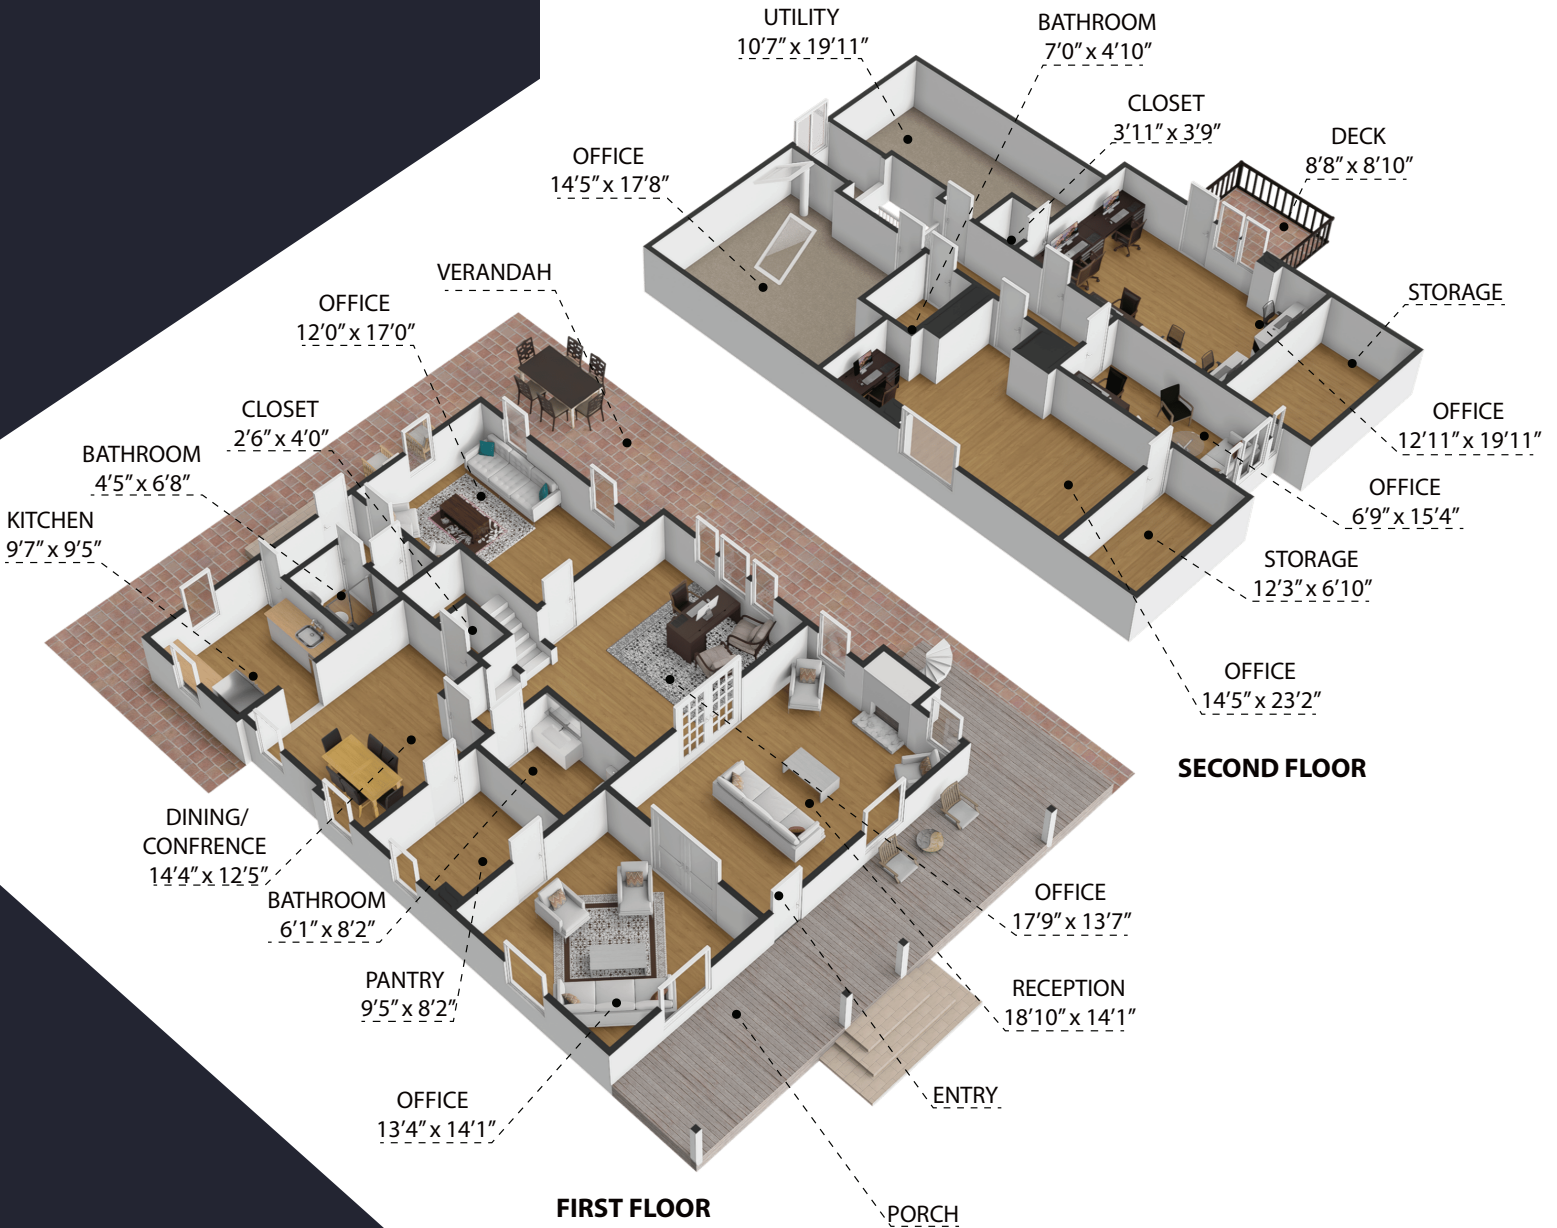 UTILITY
10’7” x 19’11”
BATHROOM
7’0” x 4’10”
CLOSET
3’11” x 3’9”
DECK
8’8” x 8’10”
OFFICE
14’5” x 17’8”
STORAGE
OFFICE
12’11” x 19’11”
OFFICE
6’9” x 15’4”
STORAGE
12’3” x 6’10”
OFFICE
14’5” x 23’2”
SECOND FLOOR
VERANDAH
OFFICE
12’0” x 17’0”
CLOSET
2’6” x 4’0”
BATHROOM
4’5” x 6’8”
KITCHEN
9’7” x 9’5”
DINING/
CONFRENCE
14’4” x 12’5”
BATHROOM
6’1” x 8’2”
PANTRY
9’5” x 8’2”
OFFICE
13’4” x 14’1”
OFFICE
17’9” x 13’7”
RECEPTION
18’10” x 14’1”
ENTRY
PORCH
FIRST FLOOR